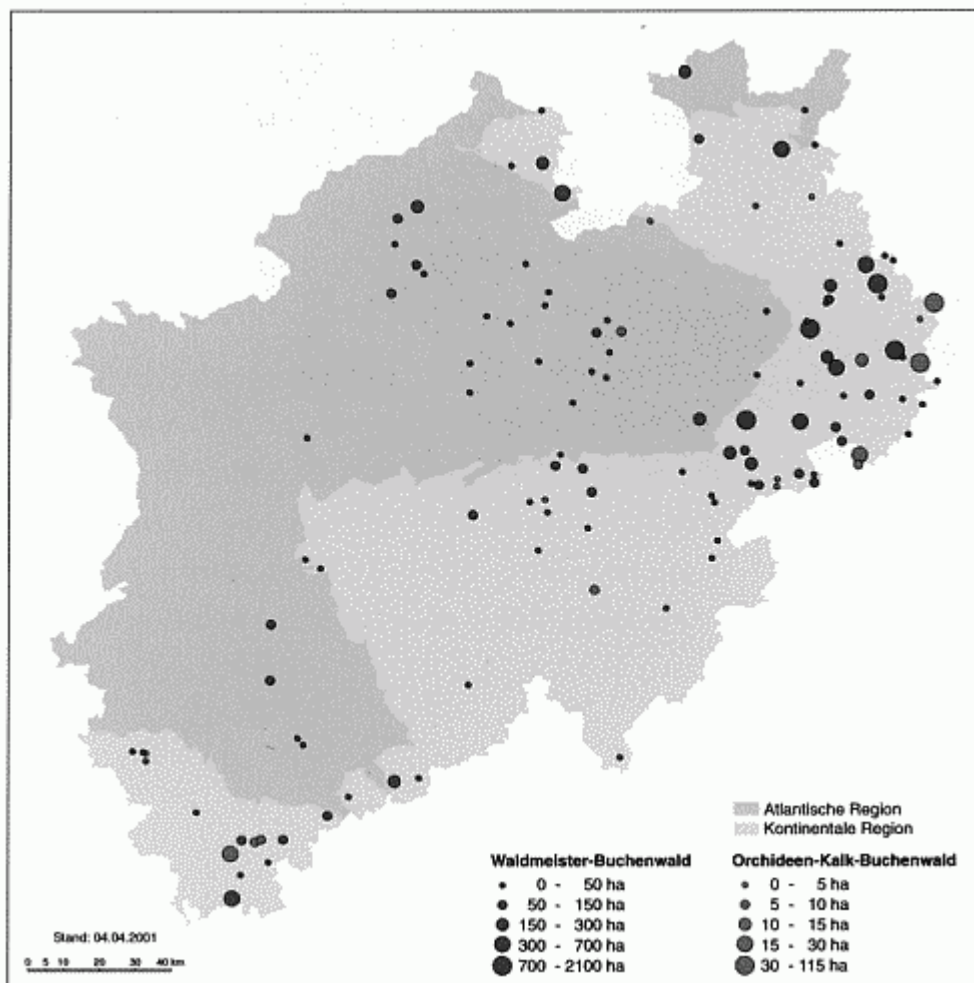 Atlantische Region
Kontinentale Region
Waldmeister-Buchenwald
0 - 50 ha
50 - 150 ha
150 - 300 ha
300 - 700 ha
700 - 2100 ha
Orchideen-Kalk-Buchenwald
0 - 5 ha
5 - 10 ha
10 - 15 ha
15 - 30 ha
30 - 115 ha
Stand: 04.04.2001
0 5 10 20 30 40 km